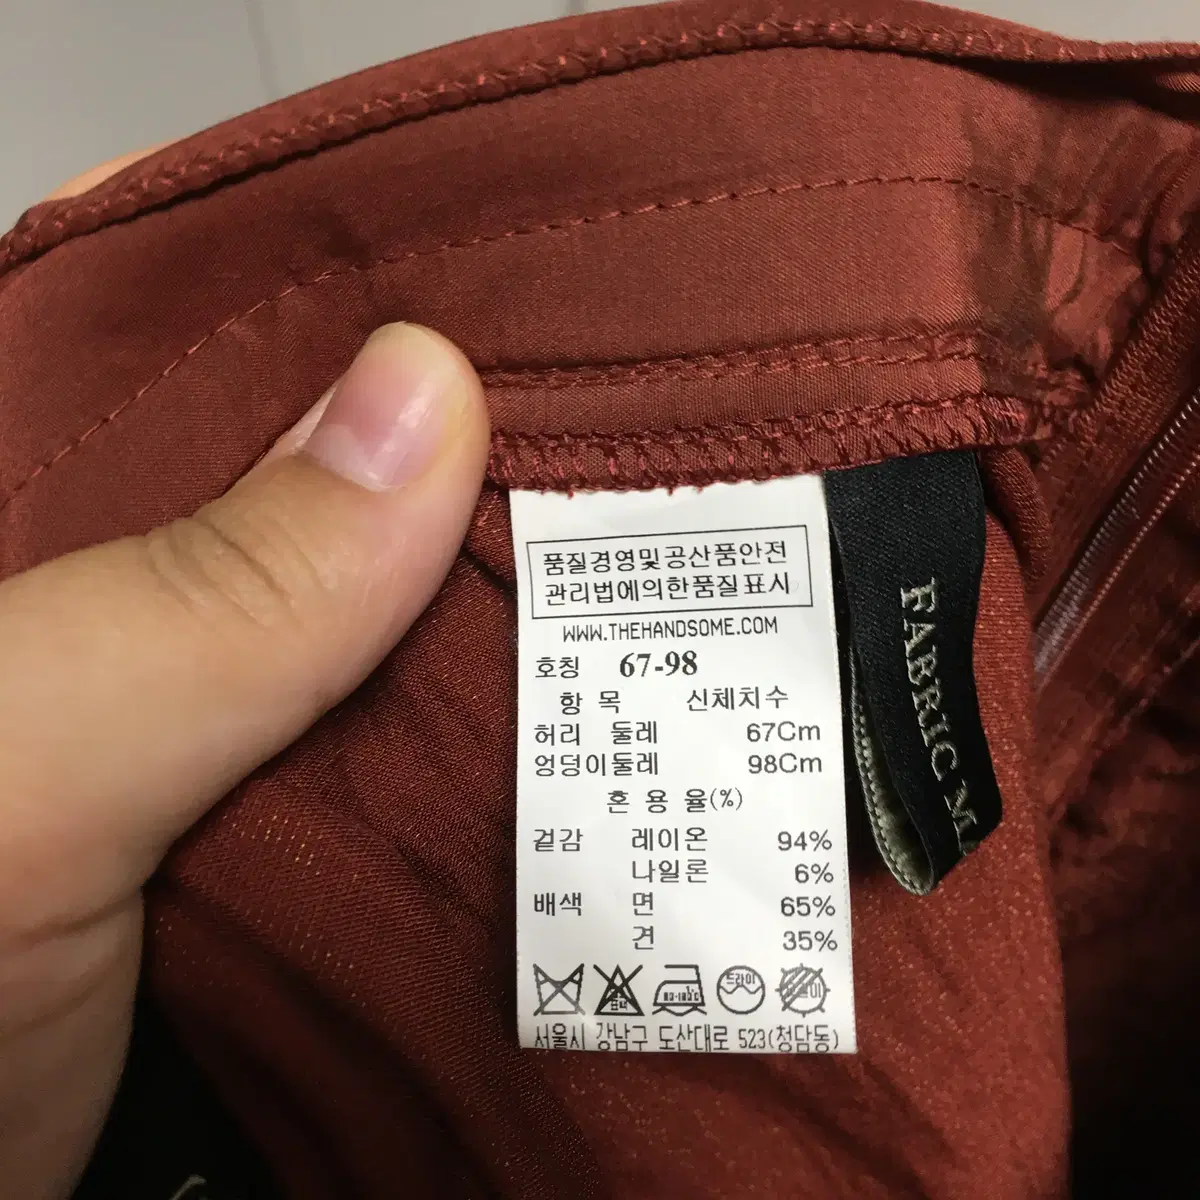 품질경영및공산품안전
관리법에의한품질표시
WWW.THEHANDSOME.COM
호칭 67-98
항 목 신체치수
허리 둘레 67Cm
엉덩이둘레 98Cm
혼 용 율(%)
겉감 레이온 94%
나일론 6%
배색 면 65%
견 35%
드라이
서울시 강남구 도산대로 523(청담동)
FABRIC